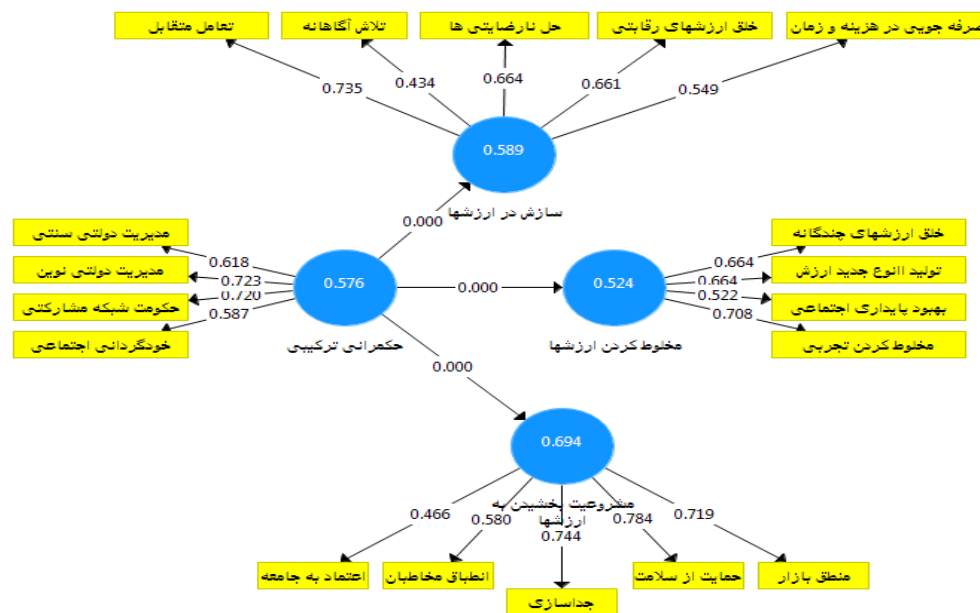 تعامل متقابل
تلاش آگاهانه
حل نارضایتی ها
خلق ارزشهای رقابتی
صرفه جویی در هزینه و زمان
0.735
0.434
0.664
0.661
0.549
0.589
سازش در ارزشها
مدیریت دولتی سنتی
مدیریت دولتی نوین
حکومت شبکه مشارکتی
خودگردانی اجتماعی
0.618
0.723
0.720
0.587
0.576
حکمرانی ترکیبی
0.000
0.000
0.000
0.524
مخلوط کردن ارزشها
0.664
0.664
0.522
0.708
خلق ارزشهای چندگانه
تولید اانوع جدید ارزش
بهبود پایداری اجتماعی
مخلوط کردن تجربی
0.694
مشروعیت بخشیدن به
ارزشها
0.466
0.580
0.744
0.784
0.719
اعتماد به جامعه
انطباق مخاطبان
جداسازی
حمایت از سلامت
منطق بازار